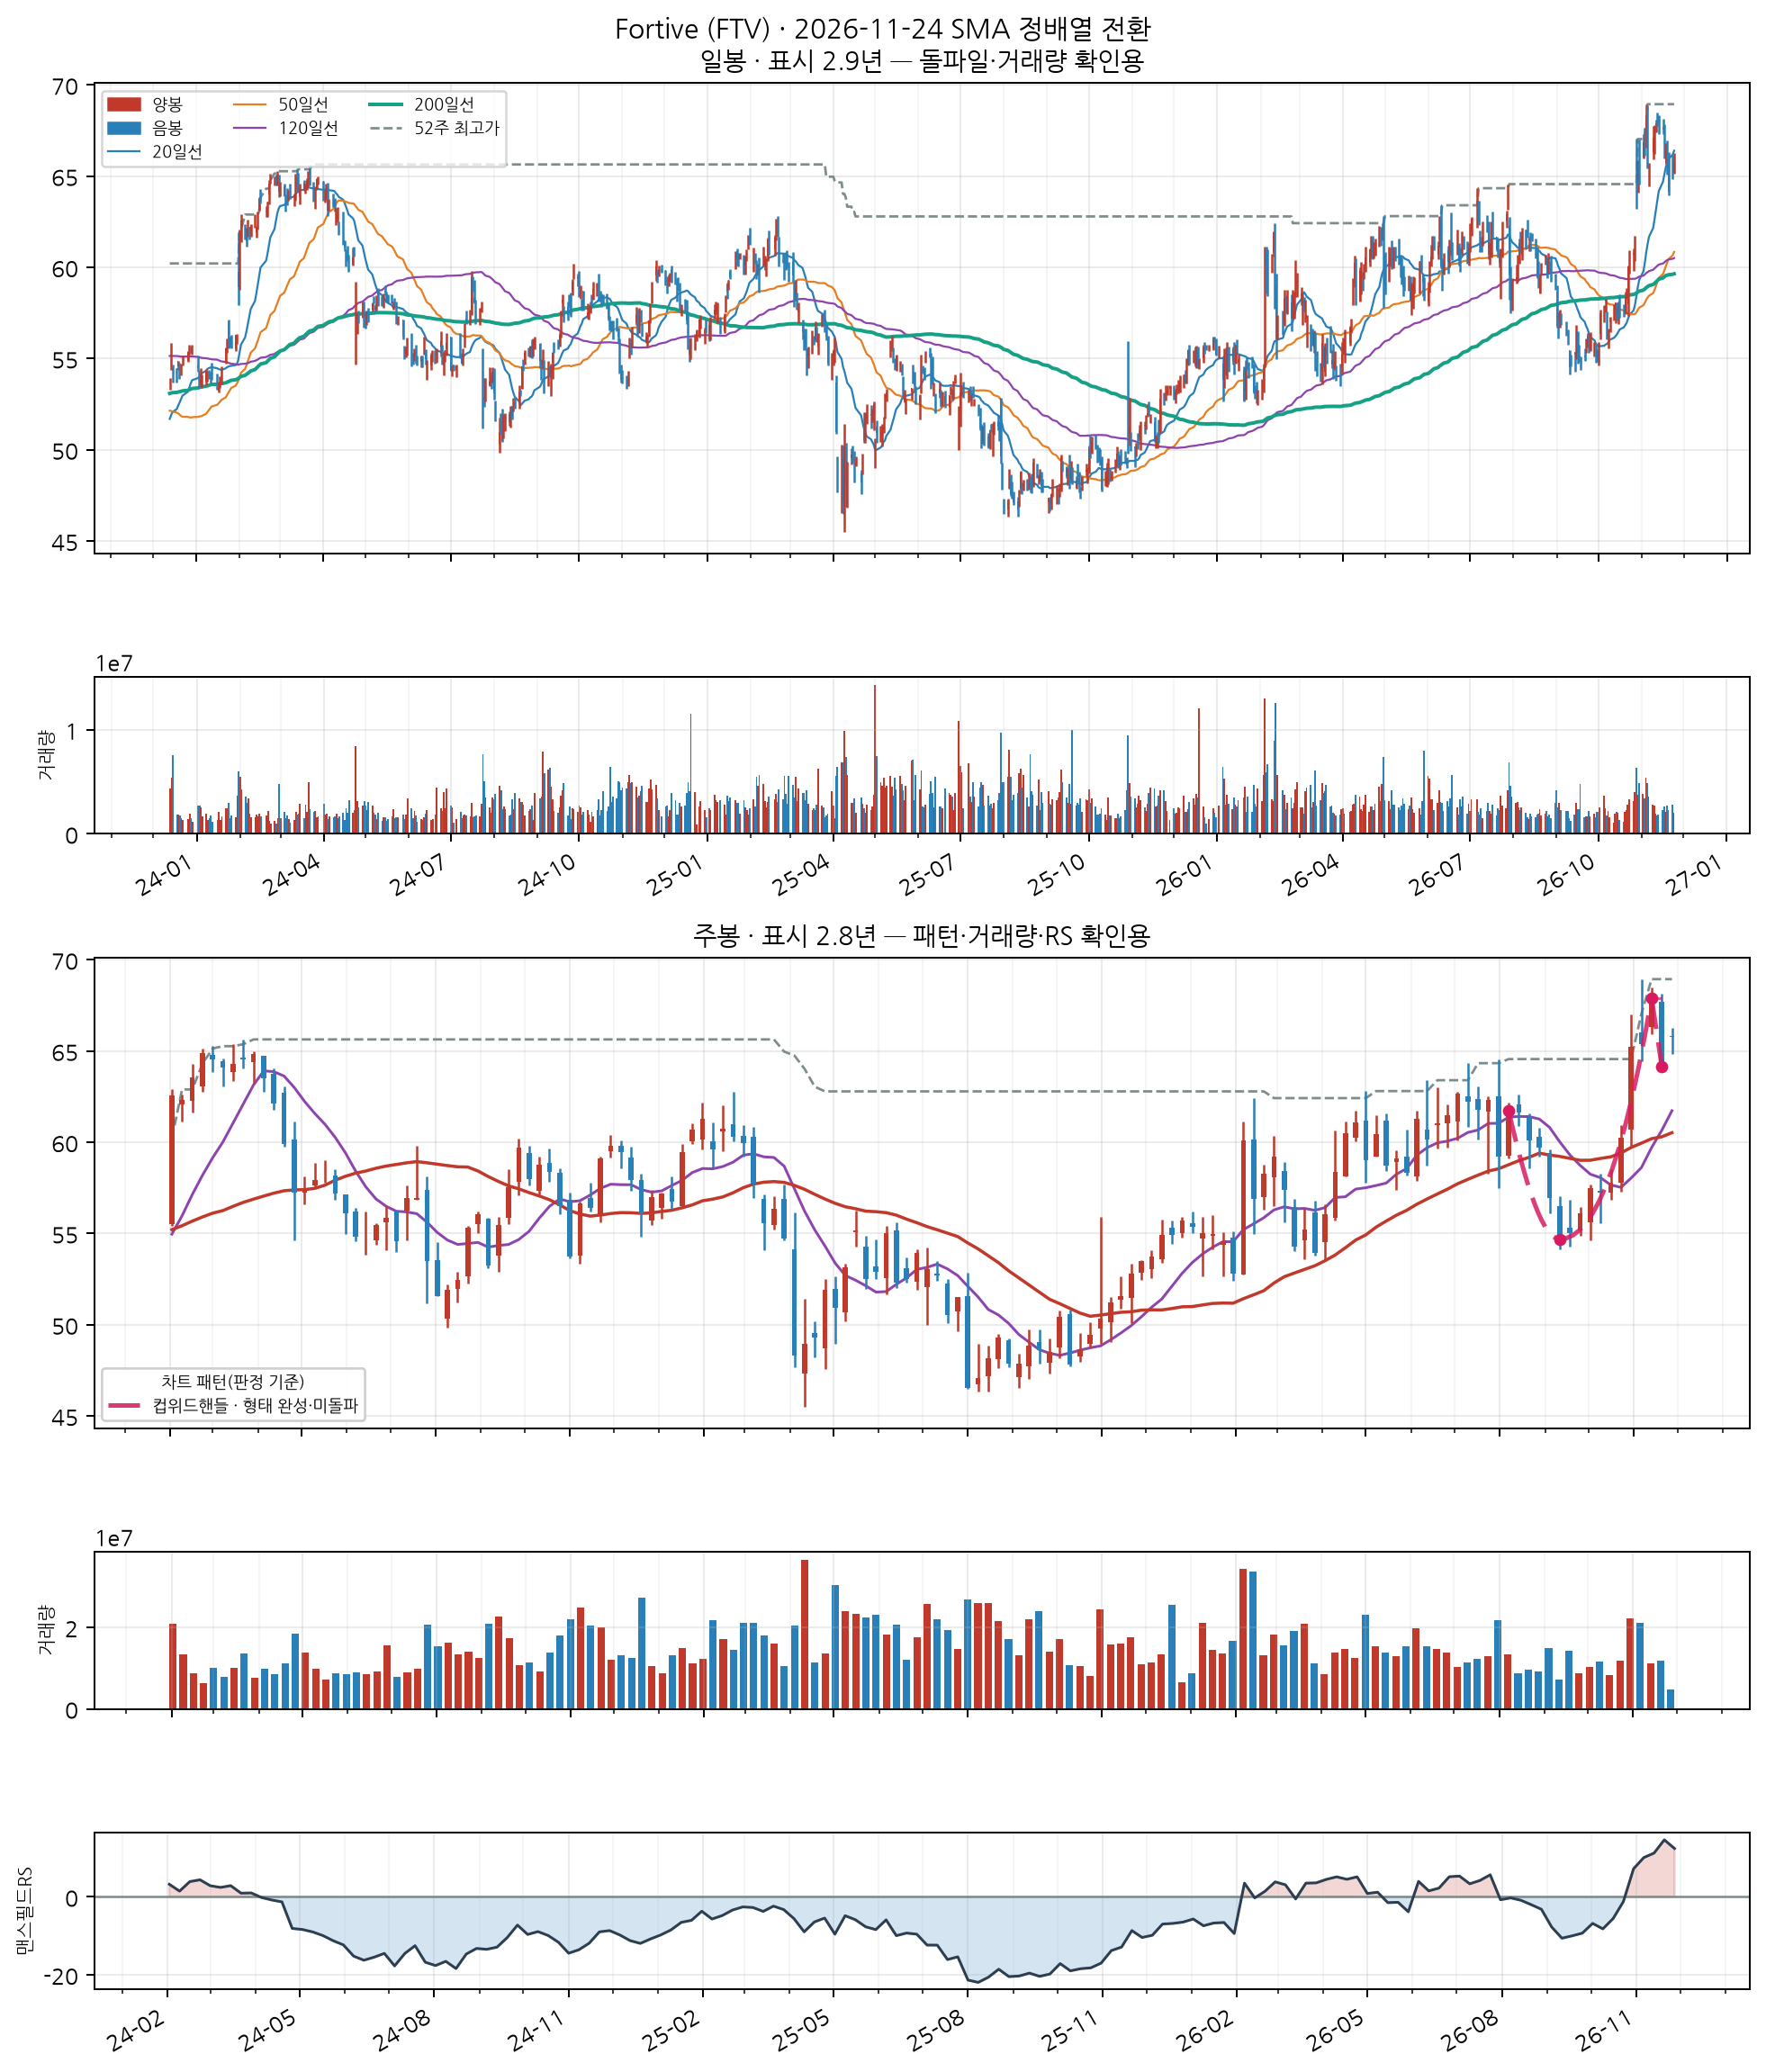 Fortive (FTV) · 2026-11-24 SMA 정배열 전환
일봉 · 표시 2.9년 — 돌파일·거래량 확인용
양봉
음봉
20일선
50일선
120일선
200일선
52주 최고가
70
65
60
55
50
45
1e7
거래량
1
0
24-01
24-04
24-07
24-10
25-01
25-04
25-07
25-10
26-01
26-04
26-07
26-10
27-01
주봉 · 표시 2.8년 — 패턴·거래량·RS 확인용
70
65
60
55
50
45
차트 패턴(판정 기준)
컵위드핸들 · 형태 완성·미돌파
1e7
거래량
2
0
맨스필드RS
0
-20
24-02
24-05
24-08
24-11
25-02
25-05
25-08
25-11
26-02
26-05
26-08
26-11